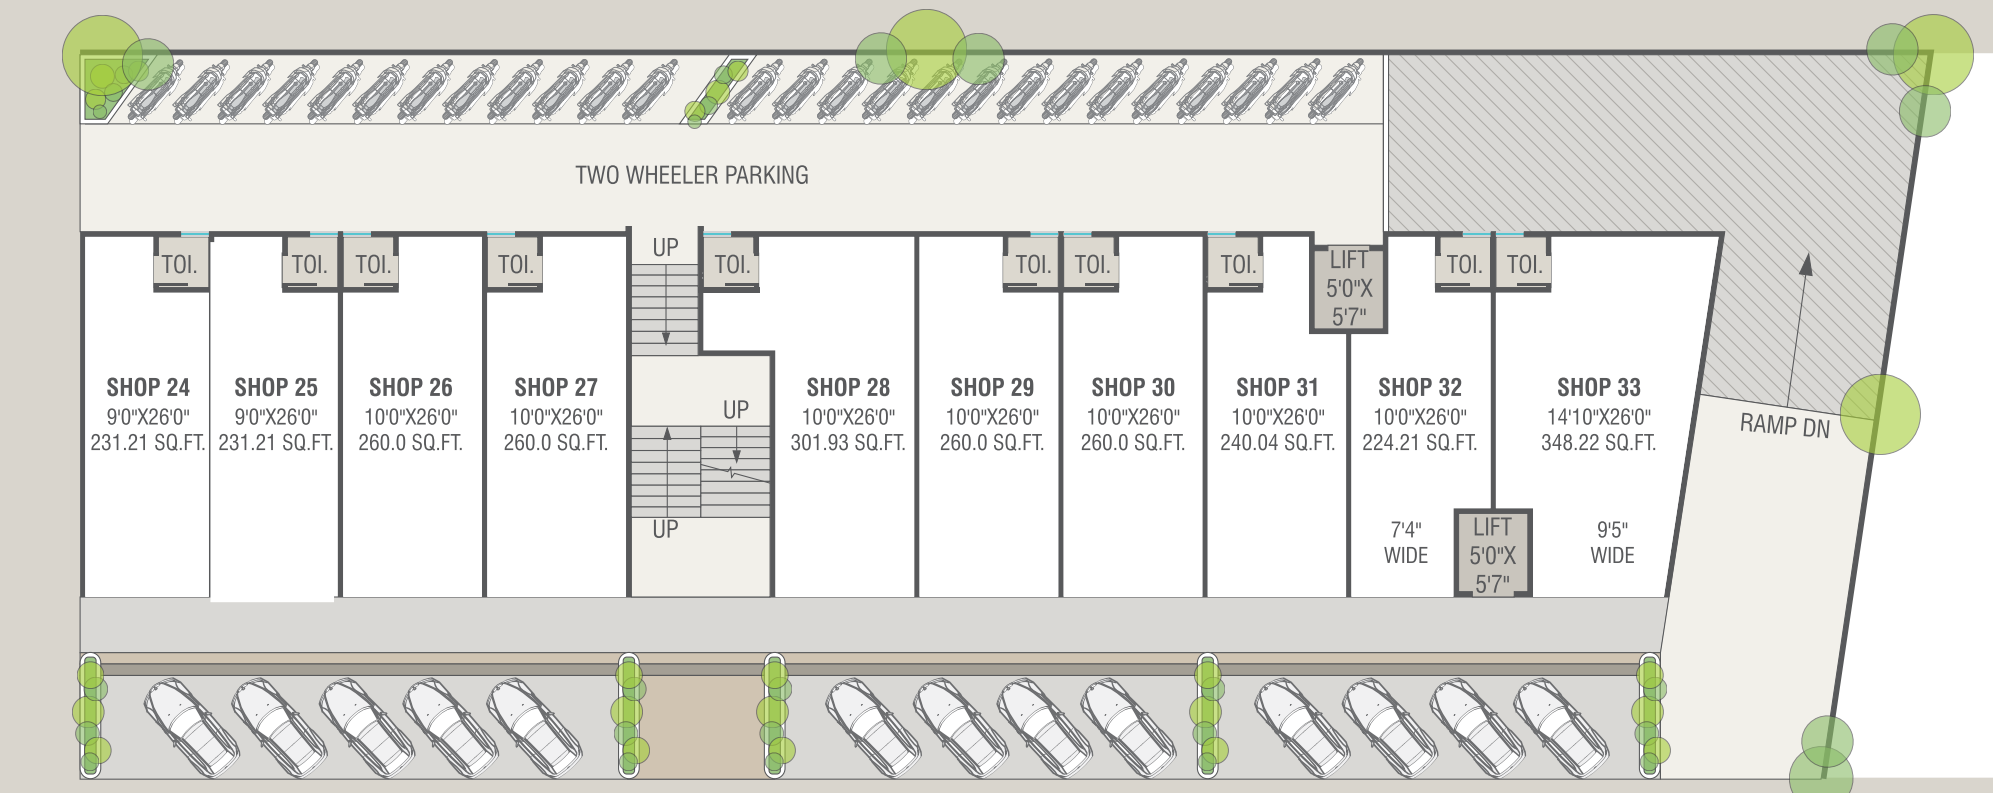 TWO WHEELER PARKING
UP
TOI.
TOI.
TOI.
TOI.
TOI.
TOI.
TOI.
TOI.
TOI.
TOI.
LIFT
5'0"X
5'7"
SHOP 24
9'0"X26'0"
231.21 SQ.FT.
SHOP 25
9'0"X26'0"
231.21 SQ.FT.
SHOP 26
10'0"X26'0"
260.0 SQ.FT.
SHOP 27
10'0"X26'0"
260.0 SQ.FT.
UP
UP
SHOP 28
10'0"X26'0"
301.93 SQ.FT.
SHOP 29
10'0"X26'0"
260.0 SQ.FT.
SHOP 30
10'0"X26'0"
260.0 SQ.FT.
SHOP 31
10'0"X26'0"
240.04 SQ.FT.
SHOP 32
10'0"X26'0"
224.21 SQ.FT.
SHOP 33
14'10"X26'0"
348.22 SQ.FT.
RAMP DN
7'4"
WIDE
LIFT
5'0"X
5'7"
9'5"
WIDE